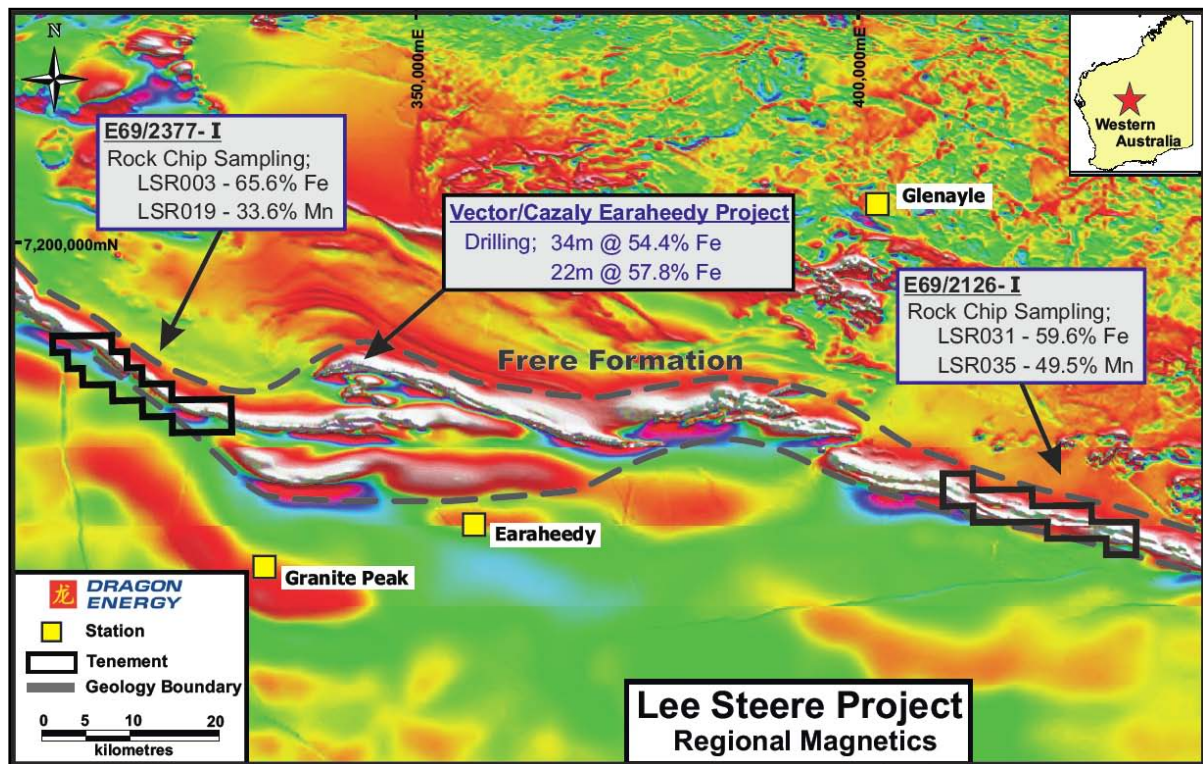 N
350,000mE
400,000mE
Western
Australia
E69/2377-I
Rock Chip Sampling;
LSR003 - 65.6% Fe
LSR019 - 33.6% Mn
Vector/Cazaly Earaheedy Project
Drilling; 34m @ 54.4% Fe
22m @ 57.8% Fe
Glenayle
7,200,000mN
E69/2126-I
Rock Chip Sampling;
LSR031 - 59.6% Fe
LSR035 - 49.5% Mn
Frere Formation
Earaheedy
Granite Peak
龙 DRAGON
ENERGY
Station
Tenement
Geology Boundary
0 5 10 20
kilometres
Lee Steere Project
Regional Magnetics